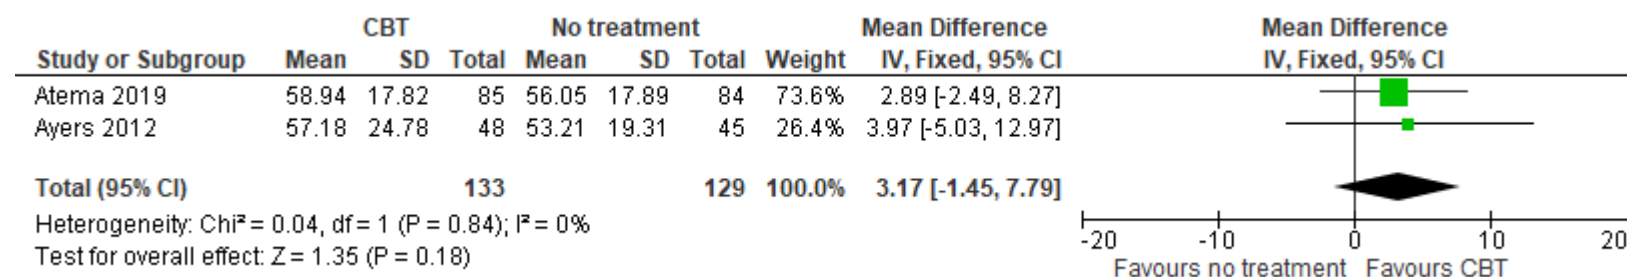 CBT No treatment Mean Difference Mean Difference
Study or Subgroup Mean SD Total Mean SD Total Weight IV, Fixed, 95% CI IV, Fixed, 95% CI
Atema 2019 58.94 17.82 85 56.05 17.89 84 73.6% 2.89 [-2.49, 8.27]
Ayers 2012 57.18 24.78 48 53.21 19.31 45 26.4% 3.97 [-5.03, 12.97]
Total (95% CI) 133 129 100.0% 3.17 [-1.45, 7.79]
Heterogeneity: Chi² = 0.04, df = 1 (P = 0.84); I² = 0%
Test for overall effect: Z = 1.35 (P = 0.18)
-20 -10 0 10 20
Favours no treatment Favours CBT